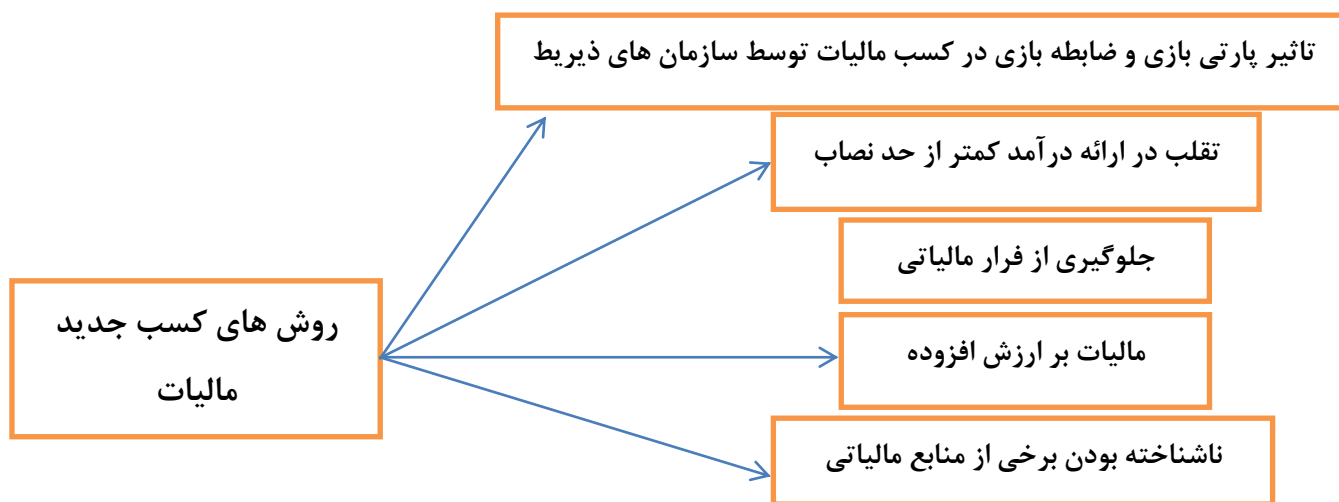 تاثیر پارتی بازی و ضابطه بازی در کسب مالیات توسط سازمان های ذیربط
تقلب در ارائه درآمد کمتر از حد نصاب
جلوگیری از فرار مالیاتی
روش های کسب جدید
مالیات
مالیات بر ارزش افزوده
ناشناخته بودن برخی از منابع مالیاتی